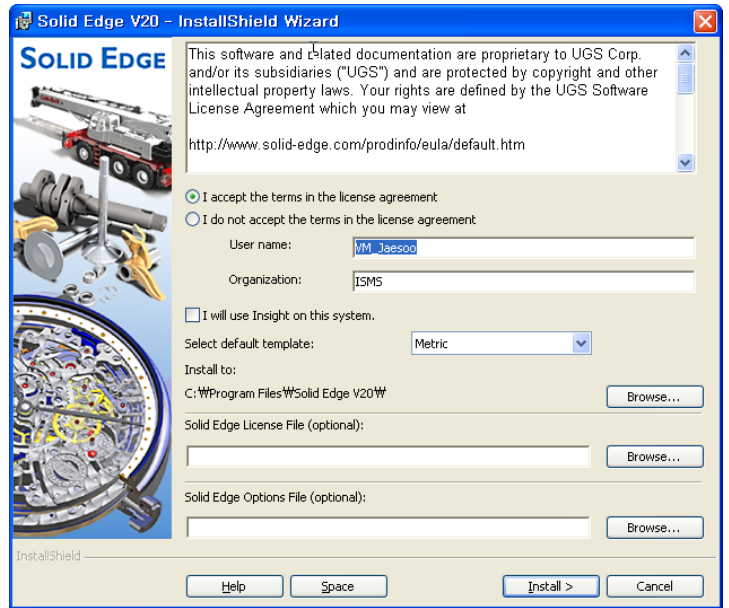 Solid Edge V20 - InstallShield Wizard
SOLID EDGE
This software and related documentation are proprietary to UGS Corp.
and/or its subsidiaries ("UGS") and are protected by copyright and other
intellectual property laws. Your rights are defined by the UGS Software
License Agreement which you may view at
http://www.solid-edge.com/prodinfo/eula/default.htm
I accept the terms in the license agreement
I do not accept the terms in the license agreement
User name:
VM_Jaesoo
Organization:
ISMS
I will use Insight on this system.
Select default template:
Metric
Install to:
C:₩Program Files₩Solid Edge V20₩
Browse...
Solid Edge License File (optional):
Browse...
Solid Edge Options File (optional):
Browse...
InstallShield
Help
Space
Install >
Cancel